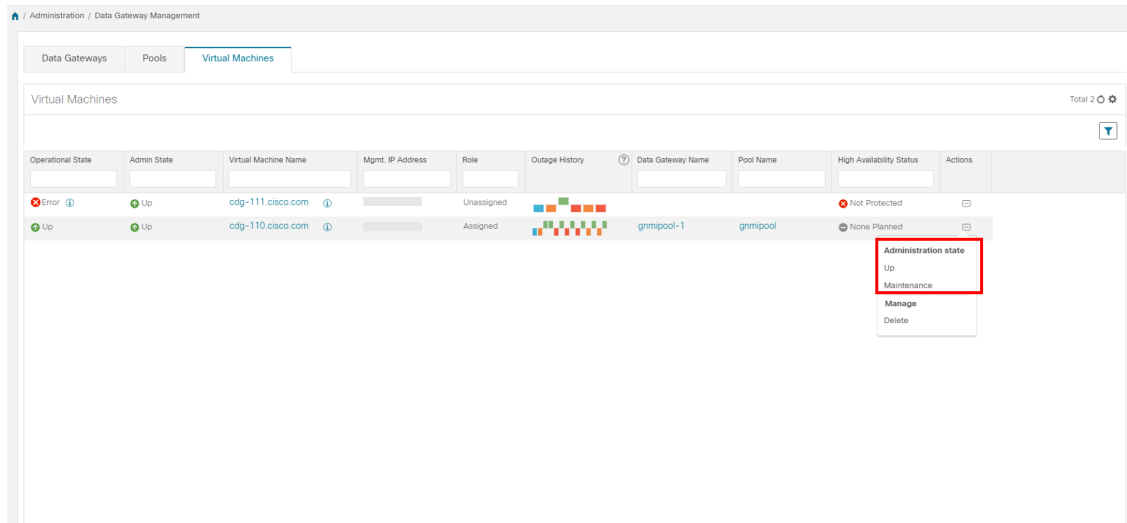 / Administration / Data Gateway Management
Data Gateways Pools Virtual Machines
Virtual Machines Total 2
Operational State Admin State Virtual Machine Name Mgmt. IP Address Role Outage History ? Data Gateway Name Pool Name High Availability Status Actions
Error i Up cdg-111.cisco.com i Unassigned Not Protected
Up Up cdg-110.cisco.com i Assigned gnmipool-1 gnmipool None Planned
Administration state
Up
Maintenance
Manage
Delete